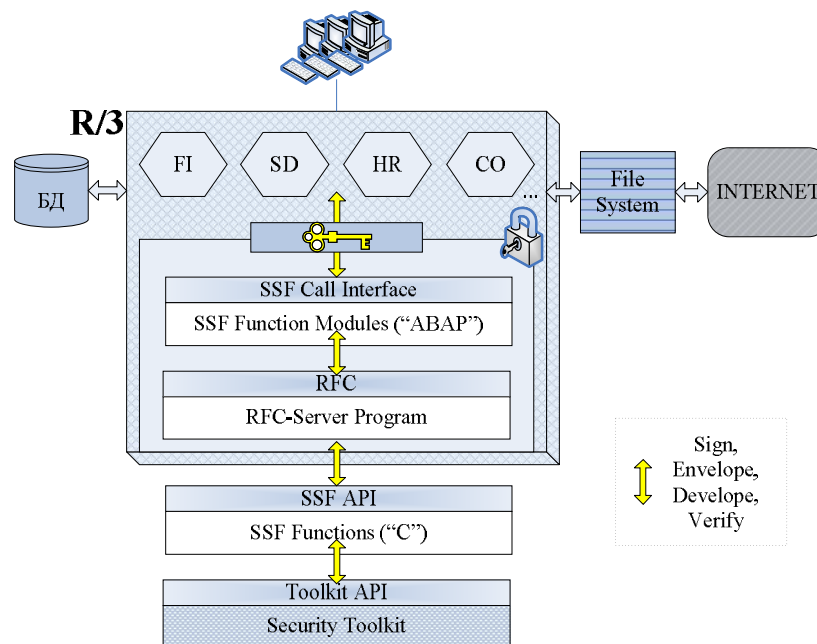 R/3
FI
SD
HR
CO
...
БД
File
System
INTERNET
SSF Call Interface
SSF Function Modules (“ABAP”)
RFC
RFC-Server Program
SSF API
SSF Functions (“C”)
Toolkit API
Security Toolkit
Sign,
Envelope,
Develope,
Verify